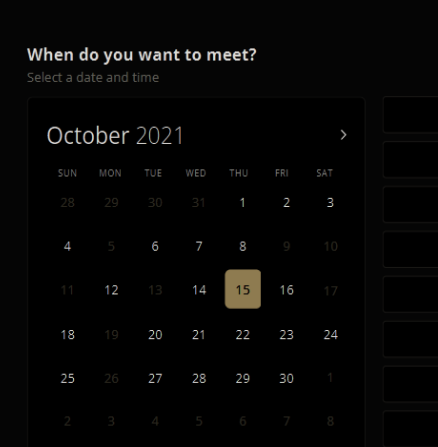 When do you want to meet?
Select a date and time
October 2021
SUN MON TUE WED THU FRI SAT
28 29 30 31 1 2 3
4 5 6 7 8 9 10
11 12 13 14 15 16 17
18 19 20 21 22 23 24
25 26 27 28 29 30 1
2 3 4 5 6 7 8